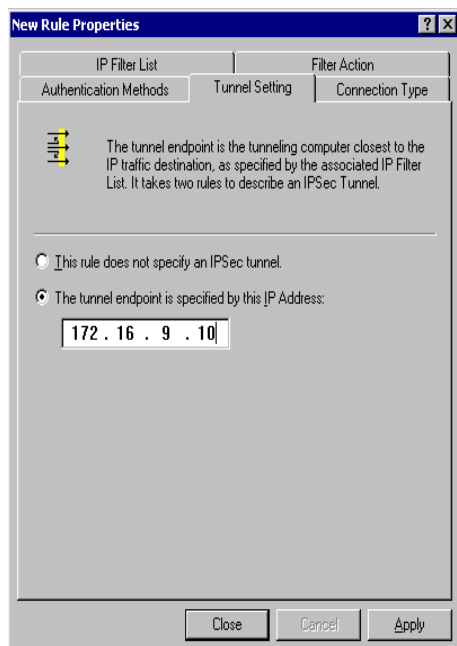 New Rule Properties
IP Filter List Filter Action
Authentication Methods Tunnel Setting Connection Type
The tunnel endpoint is the tunneling computer closest to the
IP traffic destination, as specified by the associated IP Filter
List. It takes two rules to describe an IPSec Tunnel.
This rule does not specify an IPSec tunnel.
The tunnel endpoint is specified by this IP Address:
172 . 16 . 9 . 10
Close Cancel Apply